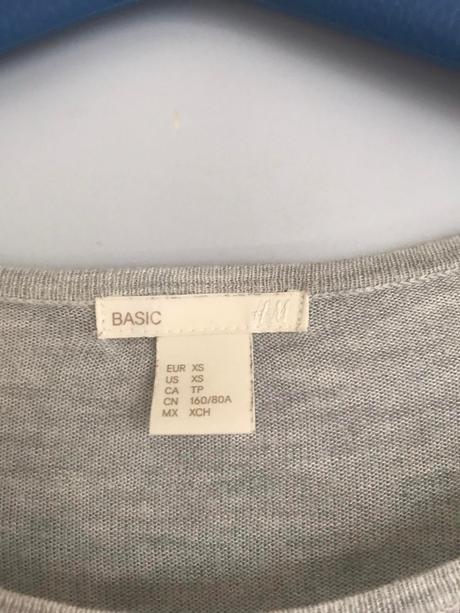 BASIC H&M
EUR XS
US XS
CA TP
CN 160/80A
MX XCH